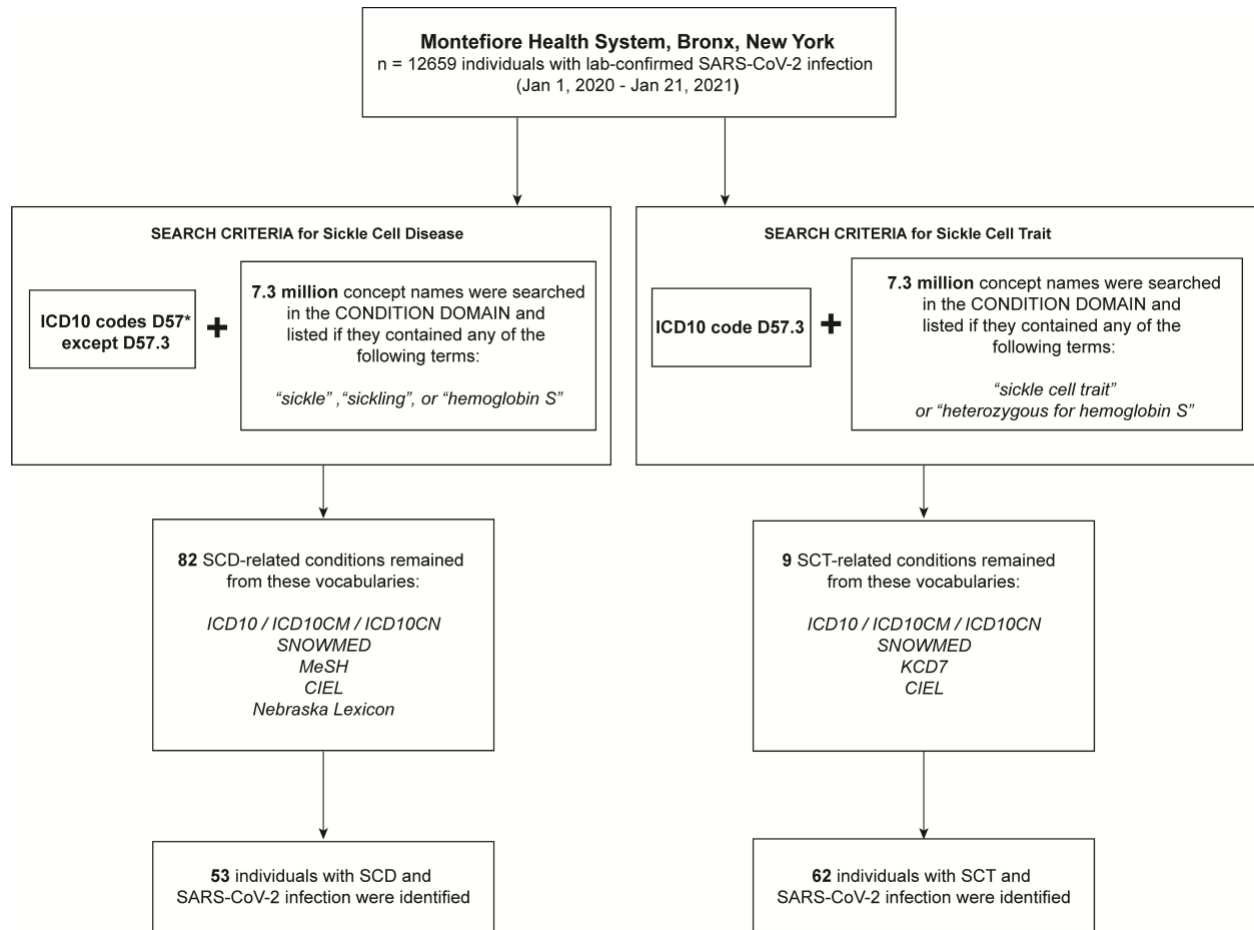 Montefiore Health System, Bronx, New York
n = 12659 individuals with lab-confirmed SARS-CoV-2 infection
(Jan 1, 2020 - Jan 21, 2021)
SEARCH CRITERIA for Sickle Cell Disease
ICD10 codes D57*
except D57.3
+
7.3 million concept names were searched
in the CONDITION DOMAIN and
listed if they contained any of the
following terms:
“sickle” ,“sickling”, or “hemoglobin S”
SEARCH CRITERIA for Sickle Cell Trait
ICD10 code D57.3
+
7.3 million concept names were searched
in the CONDITION DOMAIN and
listed if they contained any of the
following terms:
“sickle cell trait”
or “heterozygous for hemoglobin S”
82 SCD-related conditions remained
from these vocabularies:
ICD10 / ICD10CM / ICD10CN
SNOWMED
MeSH
CIEL
Nebraska Lexicon
9 SCT-related conditions remained
from these vocabularies:
ICD10 / ICD10CM / ICD10CN
SNOWMED
KCD7
CIEL
53 individuals with SCD and
SARS-CoV-2 infection were identified
62 individuals with SCT and
SARS-CoV-2 infection were identified